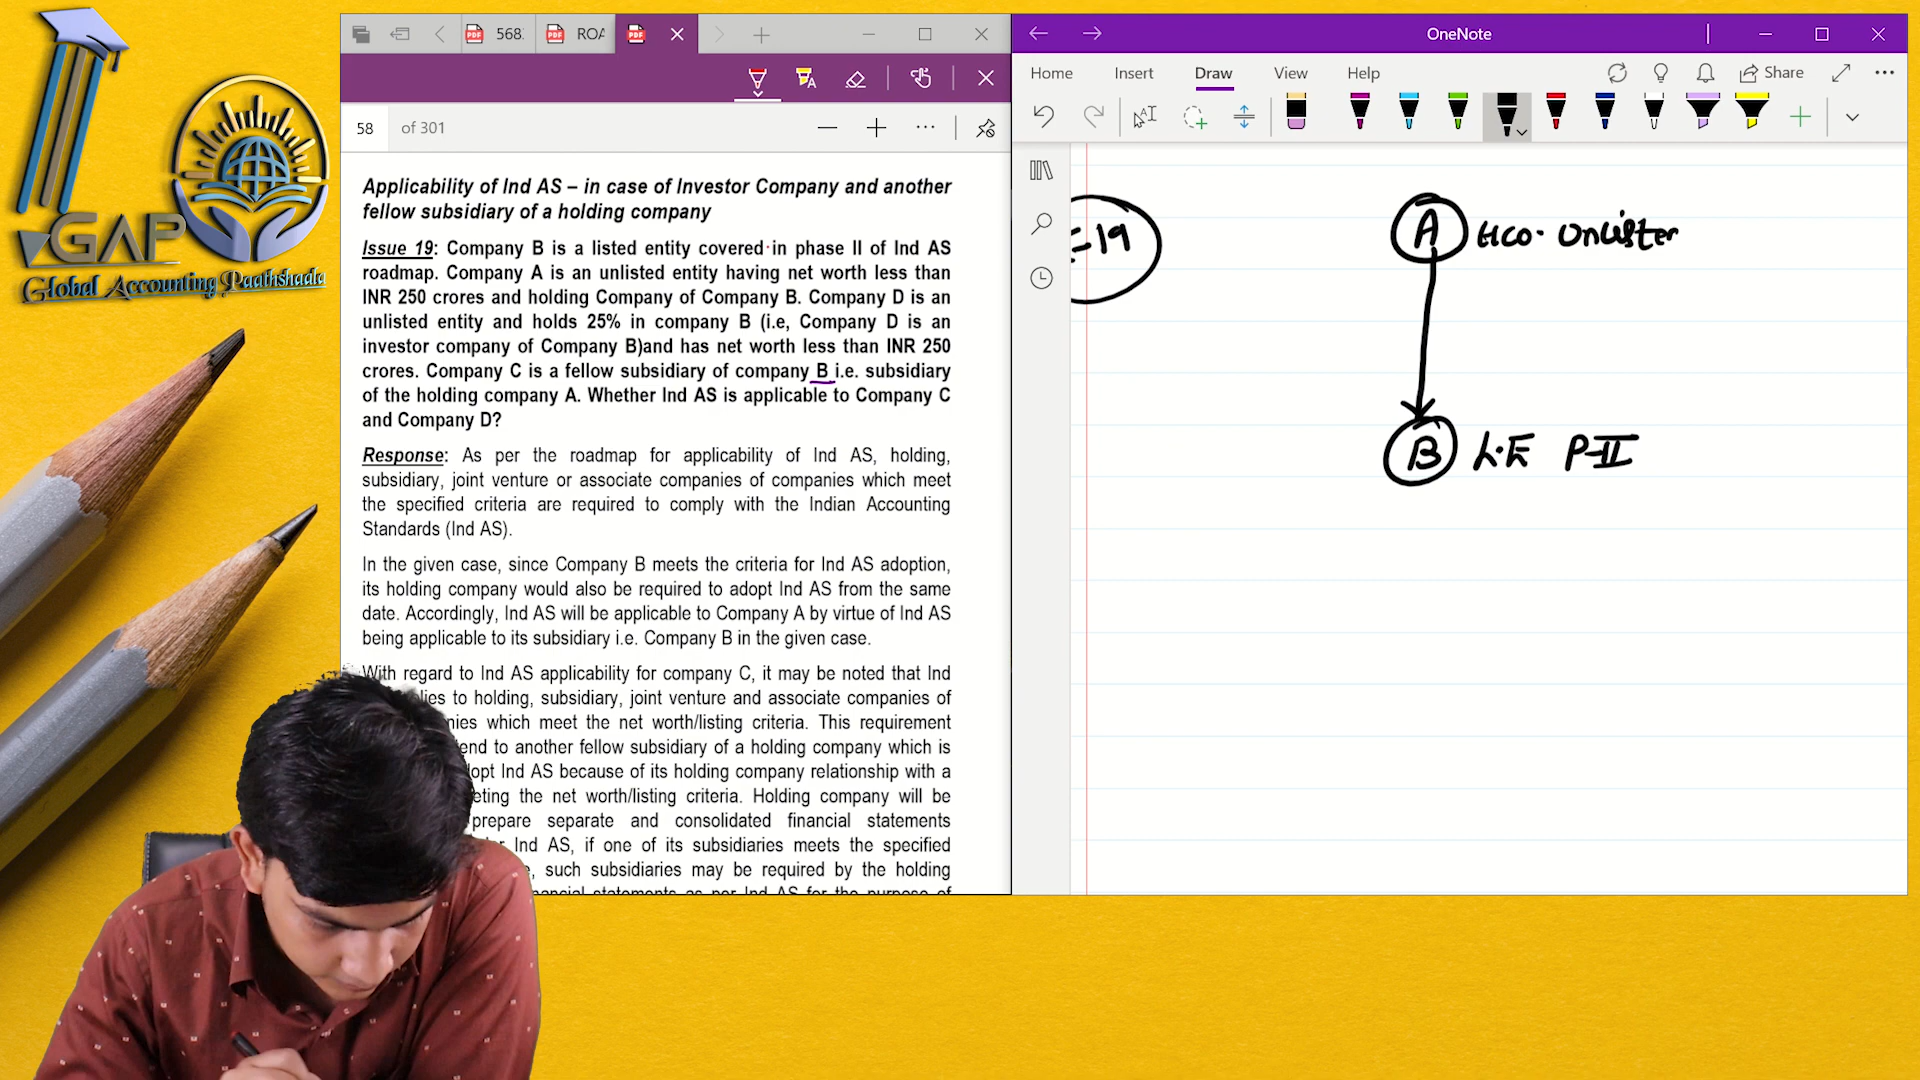 GAP
Global Accounting Paathshada
568
ROA
58 of 301
Applicability of Ind AS – in case of Investor Company and another
fellow subsidiary of a holding company
Issue 19: Company B is a listed entity covered in phase II of Ind AS
roadmap. Company A is an unlisted entity having net worth less than
INR 250 crores and holding Company of Company B. Company D is an
unlisted entity and holds 25% in company B (i.e, Company D is an
investor company of Company B)and has net worth less than INR 250
crores. Company C is a fellow subsidiary of company B i.e. subsidiary
of the holding company A. Whether Ind AS is applicable to Company C
and Company D?
Response: As per the roadmap for applicability of Ind AS, holding,
subsidiary, joint venture or associate companies of companies which meet
the specified criteria are required to comply with the Indian Accounting
Standards (Ind AS).
In the given case, since Company B meets the criteria for Ind AS adoption,
its holding company would also be required to adopt Ind AS from the same
date. Accordingly, Ind AS will be applicable to Company A by virtue of Ind AS
being applicable to its subsidiary i.e. Company B in the given case.
With regard to Ind AS applicability for company C, it may be noted that Ind
lies to holding, subsidiary, joint venture and associate companies of
nies which meet the net worth/listing criteria. This requirement
end to another fellow subsidiary of a holding company which is
opt Ind AS because of its holding company relationship with a
eting the net worth/listing criteria. Holding company will be
prepare separate and consolidated financial statements
Ind AS, if one of its subsidiaries meets the specified
, such subsidiaries may be required by the holding
nancial statements as per Ind AS for the purpose of
OneNote
Home Insert Draw View Help
Share
19
A HCO. Unlister
B L.E P-II